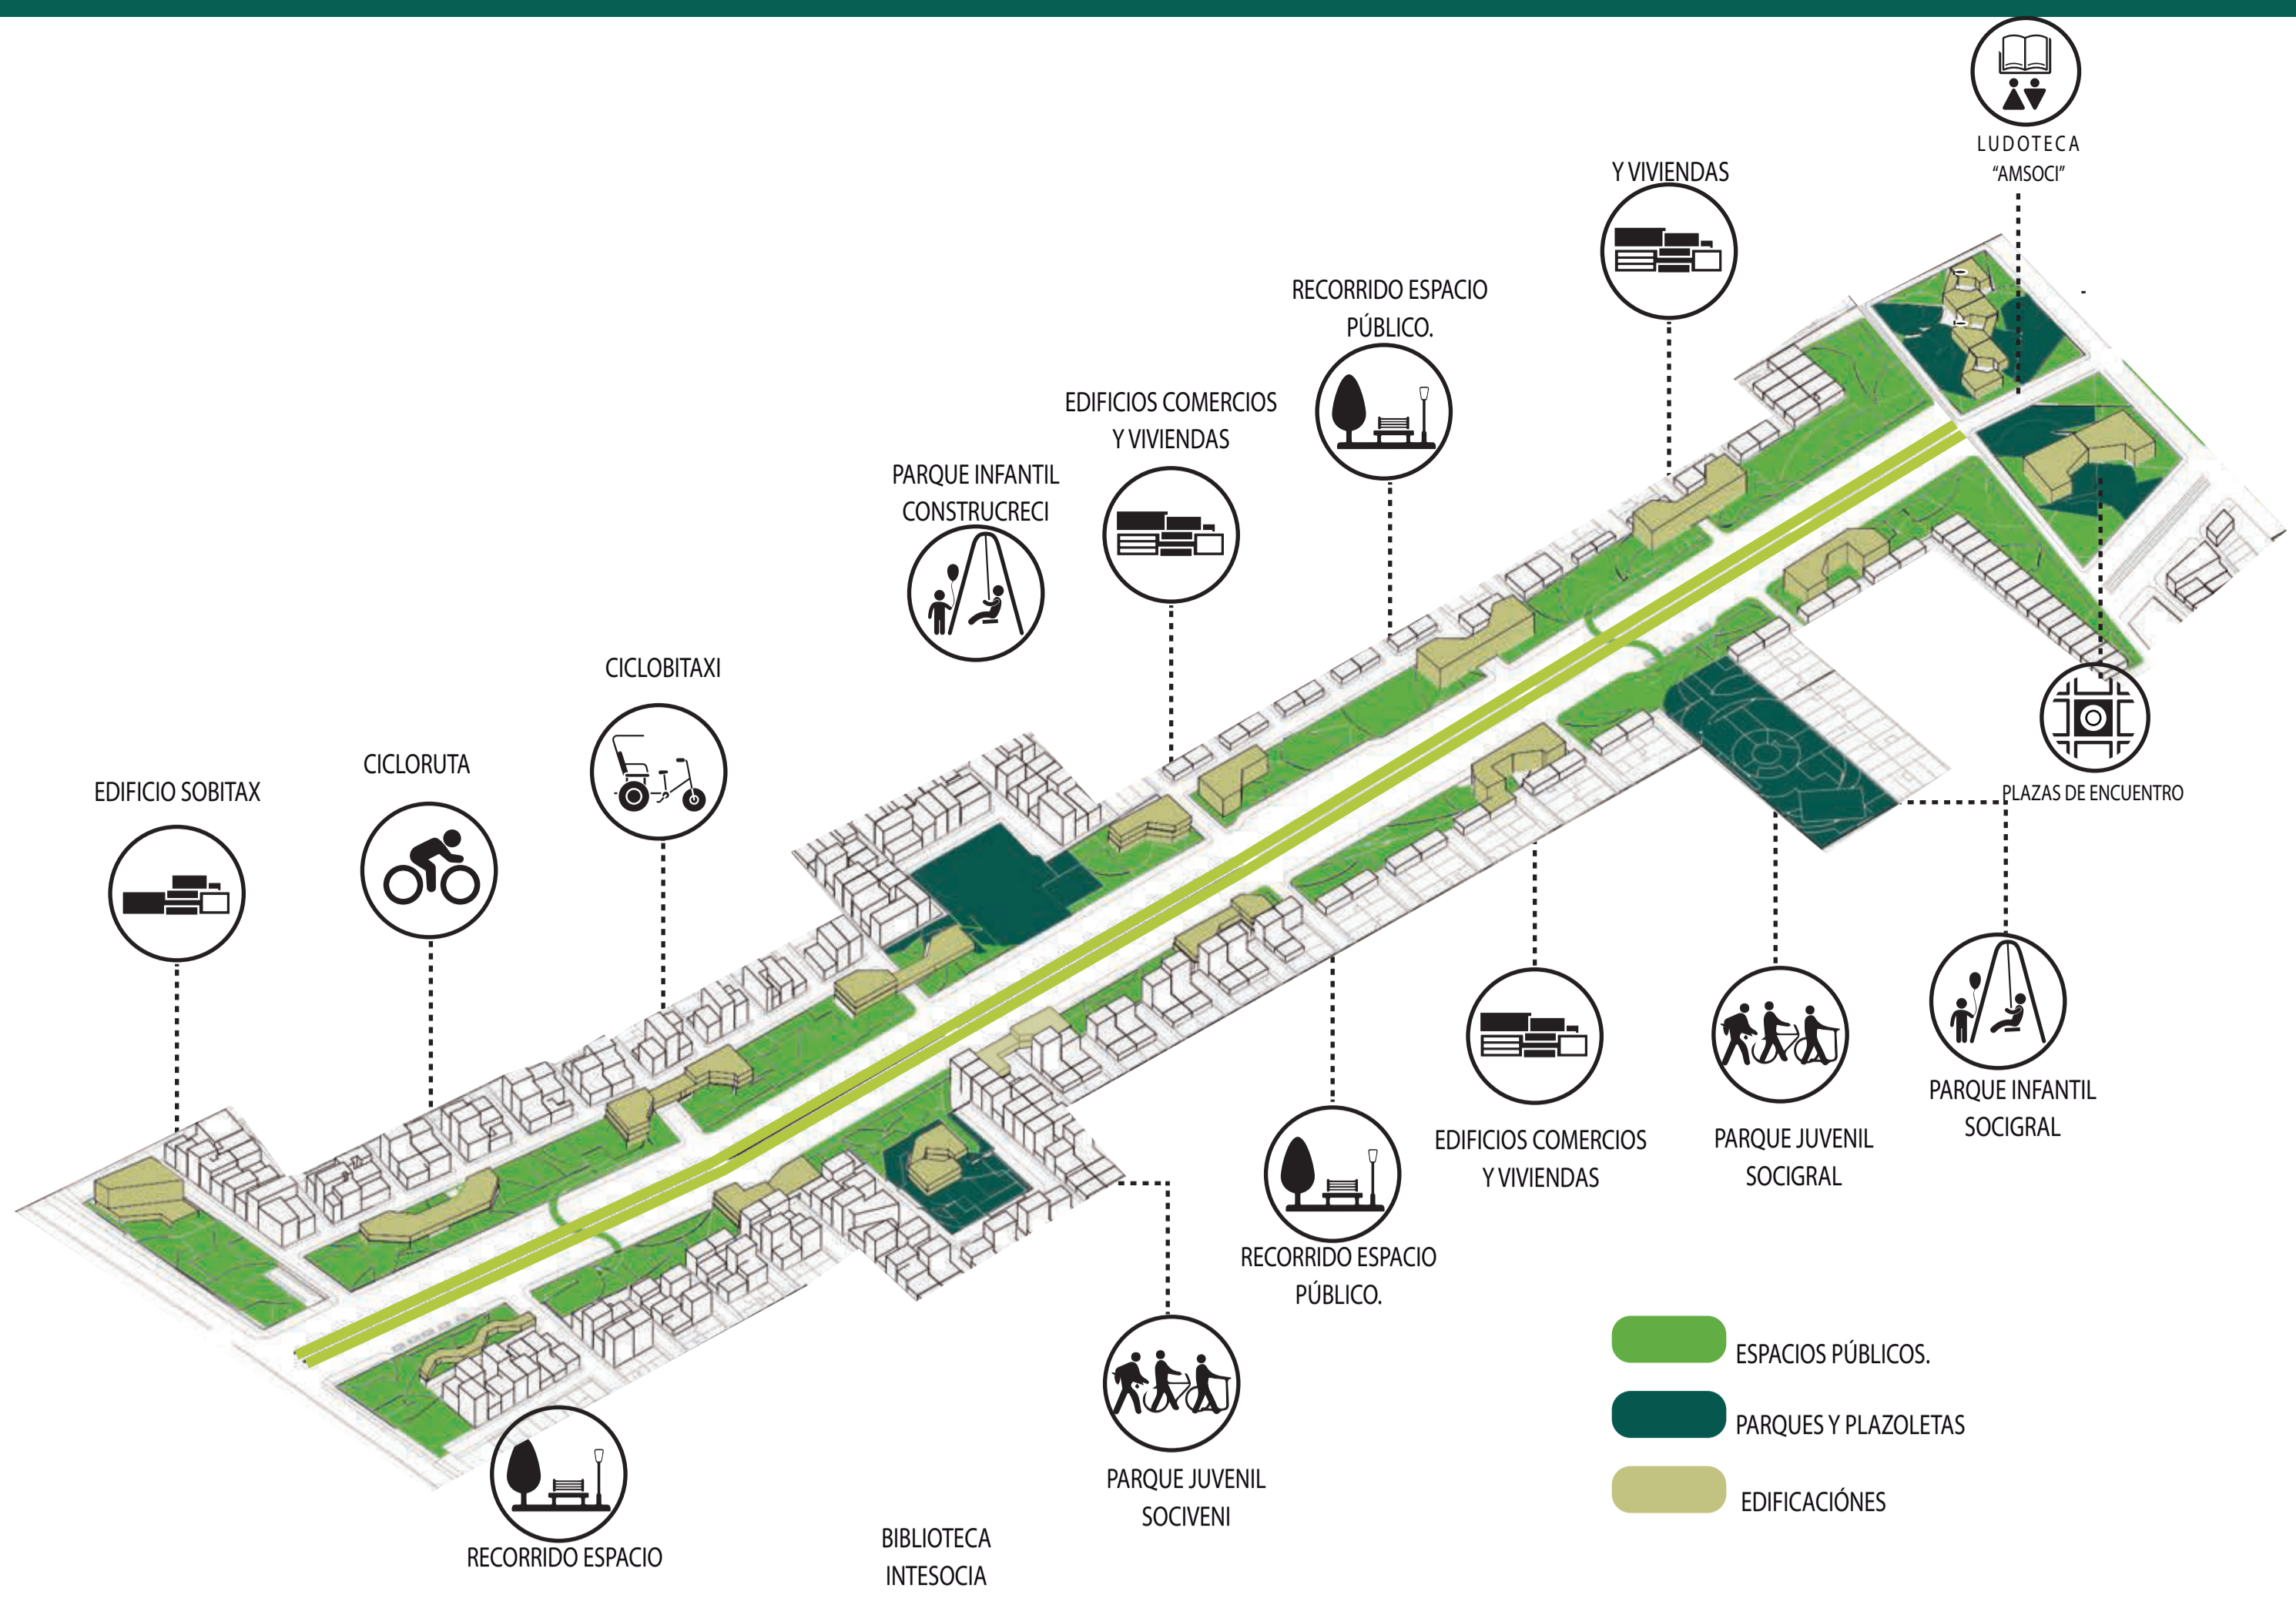 LUDOTECA
“AMSOCI”
Y VIVIENDAS
RECORRIDO ESPACIO
PÚBLICO.
EDIFICIOS COMERCIOS
Y VIVIENDAS
PARQUE INFANTIL
CONSTRUCRECI
CICLOBITAXI
CICLORUTA
EDIFICIO SOBITAX
PLAZAS DE ENCUENTRO
PARQUE INFANTIL
SOCIGRAL
PARQUE JUVENIL
SOCIGRAL
EDIFICIOS COMERCIOS
Y VIVIENDAS
RECORRIDO ESPACIO
PÚBLICO.
PARQUE JUVENIL
SOCIVENI
BIBLIOTECA
INTESOCIA
RECORRIDO ESPACIO
ESPACIOS PÚBLICOS.
PARQUES Y PLAZOLETAS
EDIFICACIÓNES